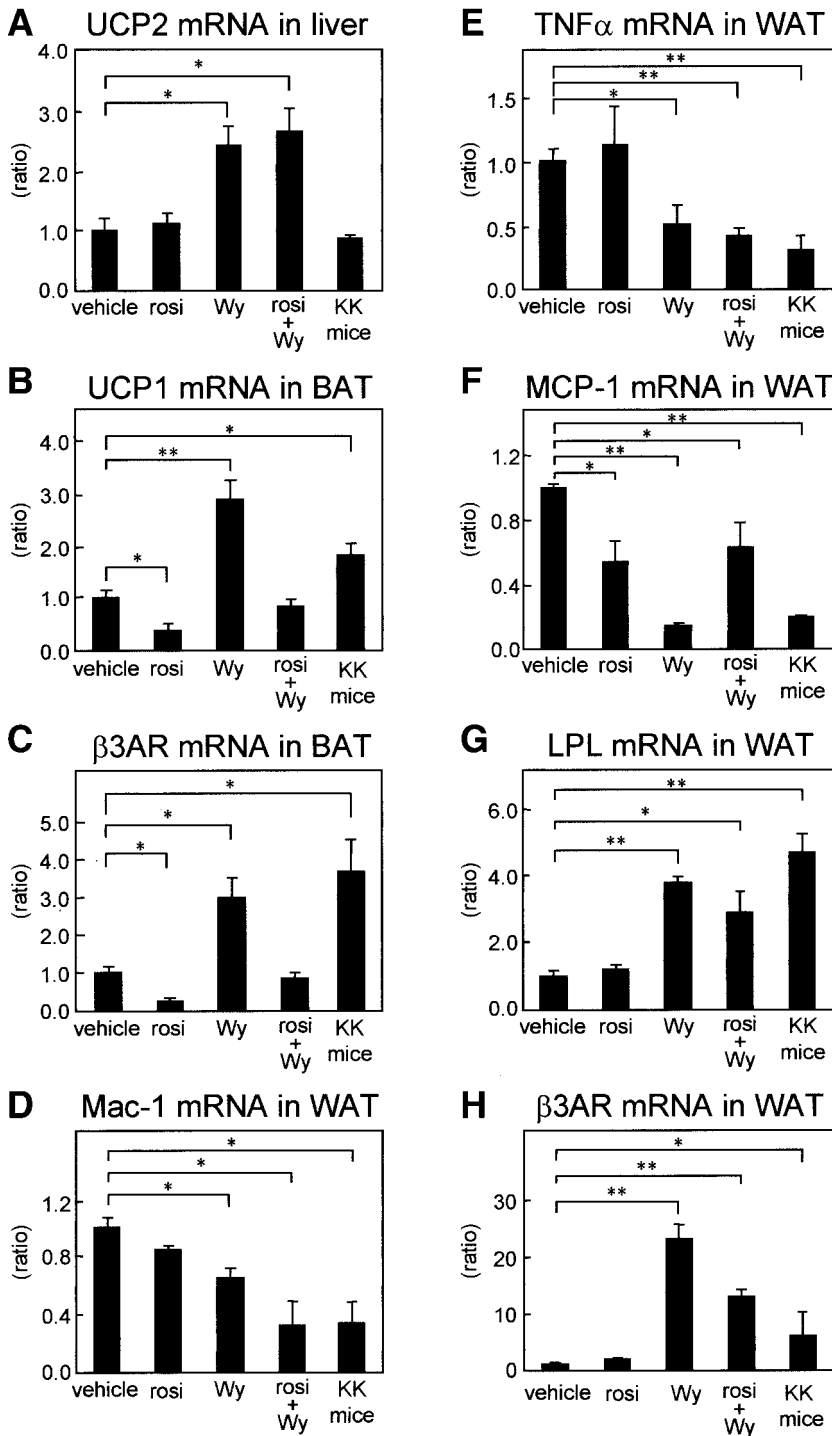 A UCP2 mRNA in liver
(ratio)
4.0
3.0
2.0
1.0
0.0
*
*
vehicle rosi Wy rosi + Wy KK mice
B UCP1 mRNA in BAT
(ratio)
4.0
3.0
2.0
1.0
0.0
*
**
*
vehicle rosi Wy rosi + Wy KK mice
C β3AR mRNA in BAT
(ratio)
5.0
4.0
3.0
1.0
0.0
*
*
*
vehicle rosi Wy rosi + Wy KK mice
D Mac-1 mRNA in WAT
(ratio)
1.2
0.8
0.4
0.0
*
*
*
vehicle rosi Wy rosi + Wy KK mice
E TNFα mRNA in WAT
(ratio)
1.5
1.0
0.5
0.0
**
**
*
vehicle rosi Wy rosi + Wy KK mice
F MCP-1 mRNA in WAT
(ratio)
1.2
0.8
0.4
0.0
**
*
**
*
vehicle rosi Wy rosi + Wy KK mice
G LPL mRNA in WAT
(ratio)
6.0
4.0
2.0
0.0
**
*
**
vehicle rosi Wy rosi + Wy KK mice
H β3AR mRNA in WAT
(ratio)
30
20
10
0
*
**
**
vehicle rosi Wy rosi + Wy KK mice